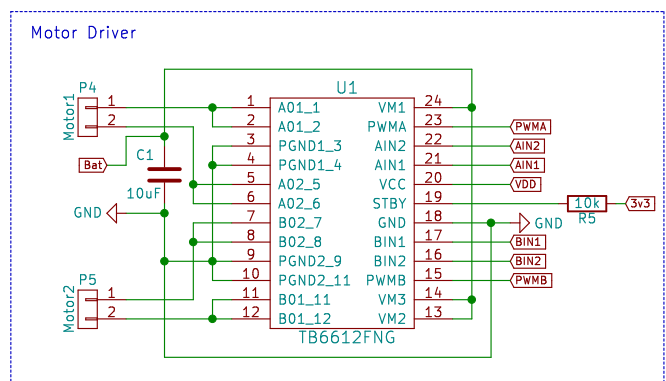 Motor Driver
P4
Motor1
1
2
Bat
C1
10uF
GND
P5
Motor2
1
2
U1
1 A01_1 VM1 24
2 A01_2 PWMA 23 PWMA
3 PGND1_3 AIN2 22 AIN2
4 PGND1_4 AIN1 21 AIN1
5 A02_5 VCC 20 VDD
6 A02_6 STBY 19 10k 3v3
R5
7 B02_7 GND 18 GND
8 B02_8 BIN1 17 BIN1
9 PGND2_9 BIN2 16 BIN2
10 PGND2_11 PWMB 15 PWMB
11 B01_11 VM3 14
12 B01_12 VM2 13
TB6612FNG